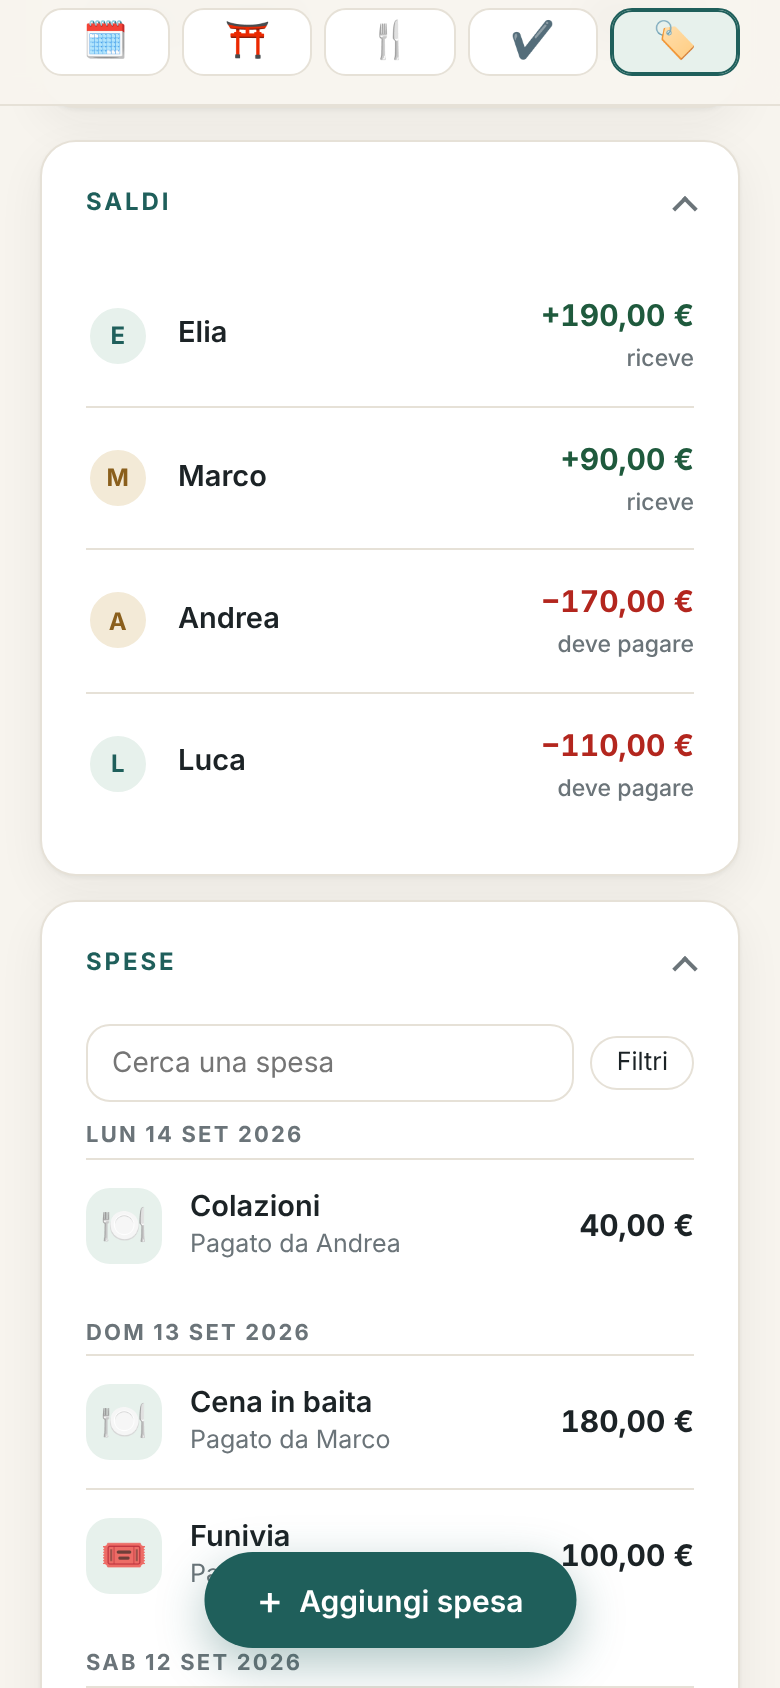 SALDI
E
Elia
+190,00 €
riceve
M
Marco
+90,00 €
riceve
A
Andrea
−170,00 €
deve pagare
L
Luca
−110,00 €
deve pagare
SPESE
Cerca una spesa
Filtri
LUN 14 SET 2026
Colazioni
40,00 €
Pagato da Andrea
DOM 13 SET 2026
Cena in baita
180,00 €
Pagato da Marco
Funivia
100,00 €
+ Aggiungi spesa
SAB 12 SET 2026